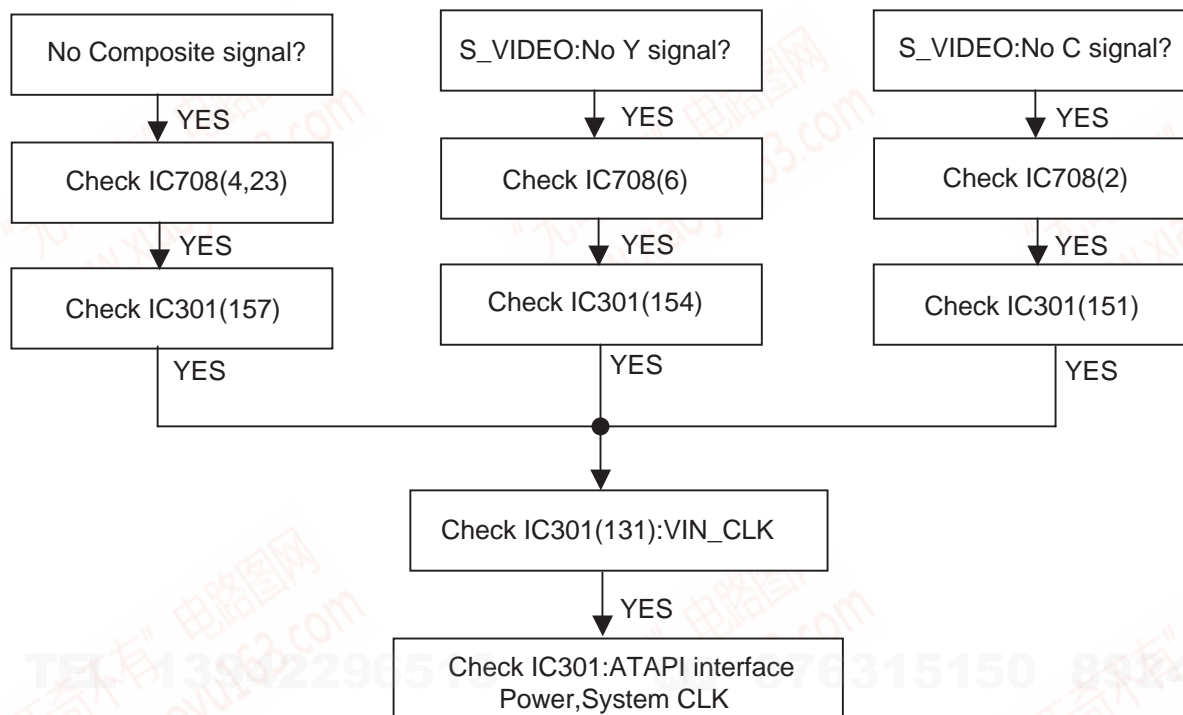 No Composite signal?
S_VIDEO:No Y signal?
S_VIDEO:No C signal?
YES
YES
YES
Check IC708(4,23)
Check IC708(6)
Check IC708(2)
YES
YES
YES
Check IC301(157)
Check IC301(154)
Check IC301(151)
YES
YES
YES
Check IC301(131):VIN_CLK
YES
Check IC301:ATAPI interface
Power,System CLK